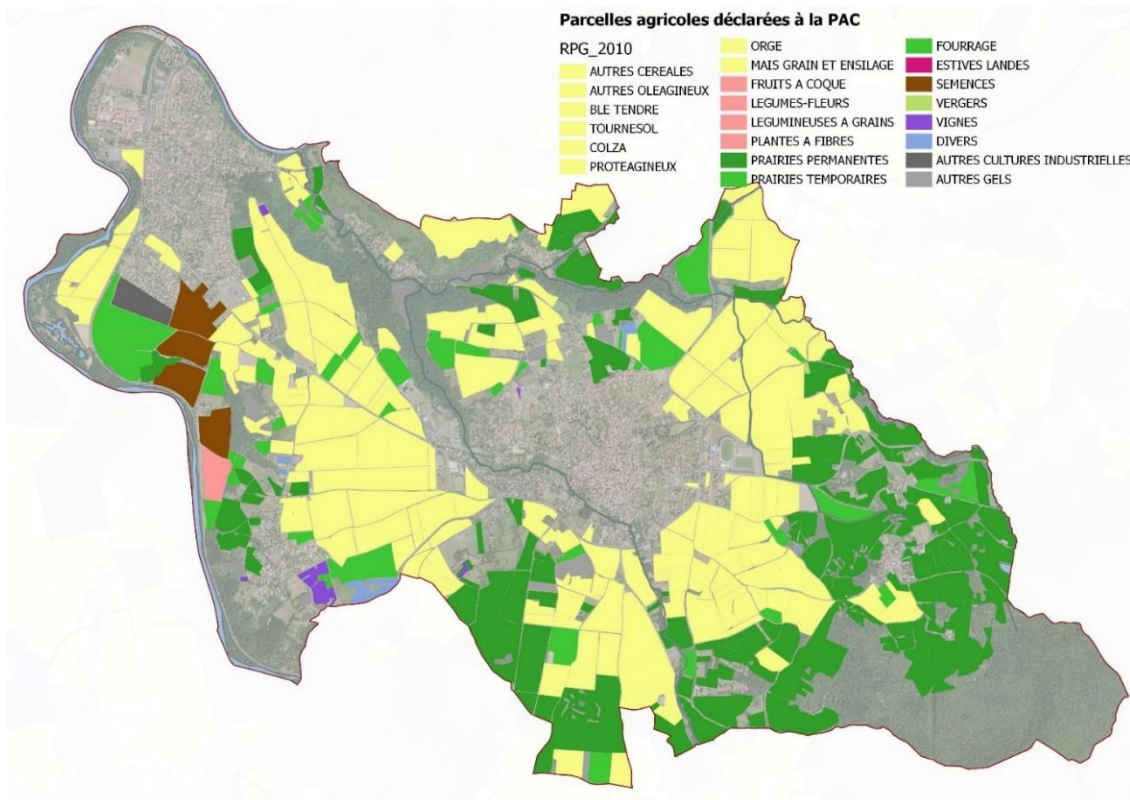 Parcelles agricoles déclarées à la PAC
RPG_2010
AUTRES CEREALES
AUTRES OLEAGINEUX
BLE TENDRE
TOURNESOL
COLZA
PROTEAGINEUX
ORGE
MAIS GRAIN ET ENSILAGE
FRUITS A COQUE
LEGUMES-FLEURS
LEGUMINEUSES A GRAINS
PLANTES A FIBRES
PRAIRIES PERMANENTES
PRAIRIES TEMPORAIRES
FOURRAGE
ESTIVES LANDES
SEMENCES
VERGERS
VIGNES
DIVERS
AUTRES CULTURES INDUSTRIELLES
AUTRES GELS